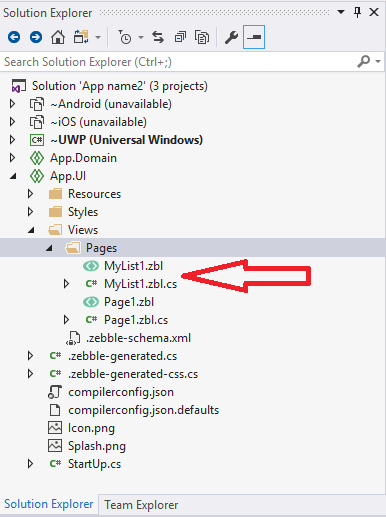 Solution Explorer
Search Solution Explorer (Ctrl+;)
Solution 'App name2' (3 projects)
~Android (unavailable)
~iOS (unavailable)
C# ~UWP (Universal Windows)
App.Domain
App.UI
Resources
Styles
Views
Pages
MyList1.zbl
C# MyList1.zbl.cs
Page1.zbl
C# Page1.zbl.cs
.zebble-schema.xml
C# .zebble-generated.cs
C# .zebble-generated-css.cs
compilerconfig.json
compilerconfig.json.defaults
Icon.png
Splash.png
C# StartUp.cs
Solution Explorer Team Explorer